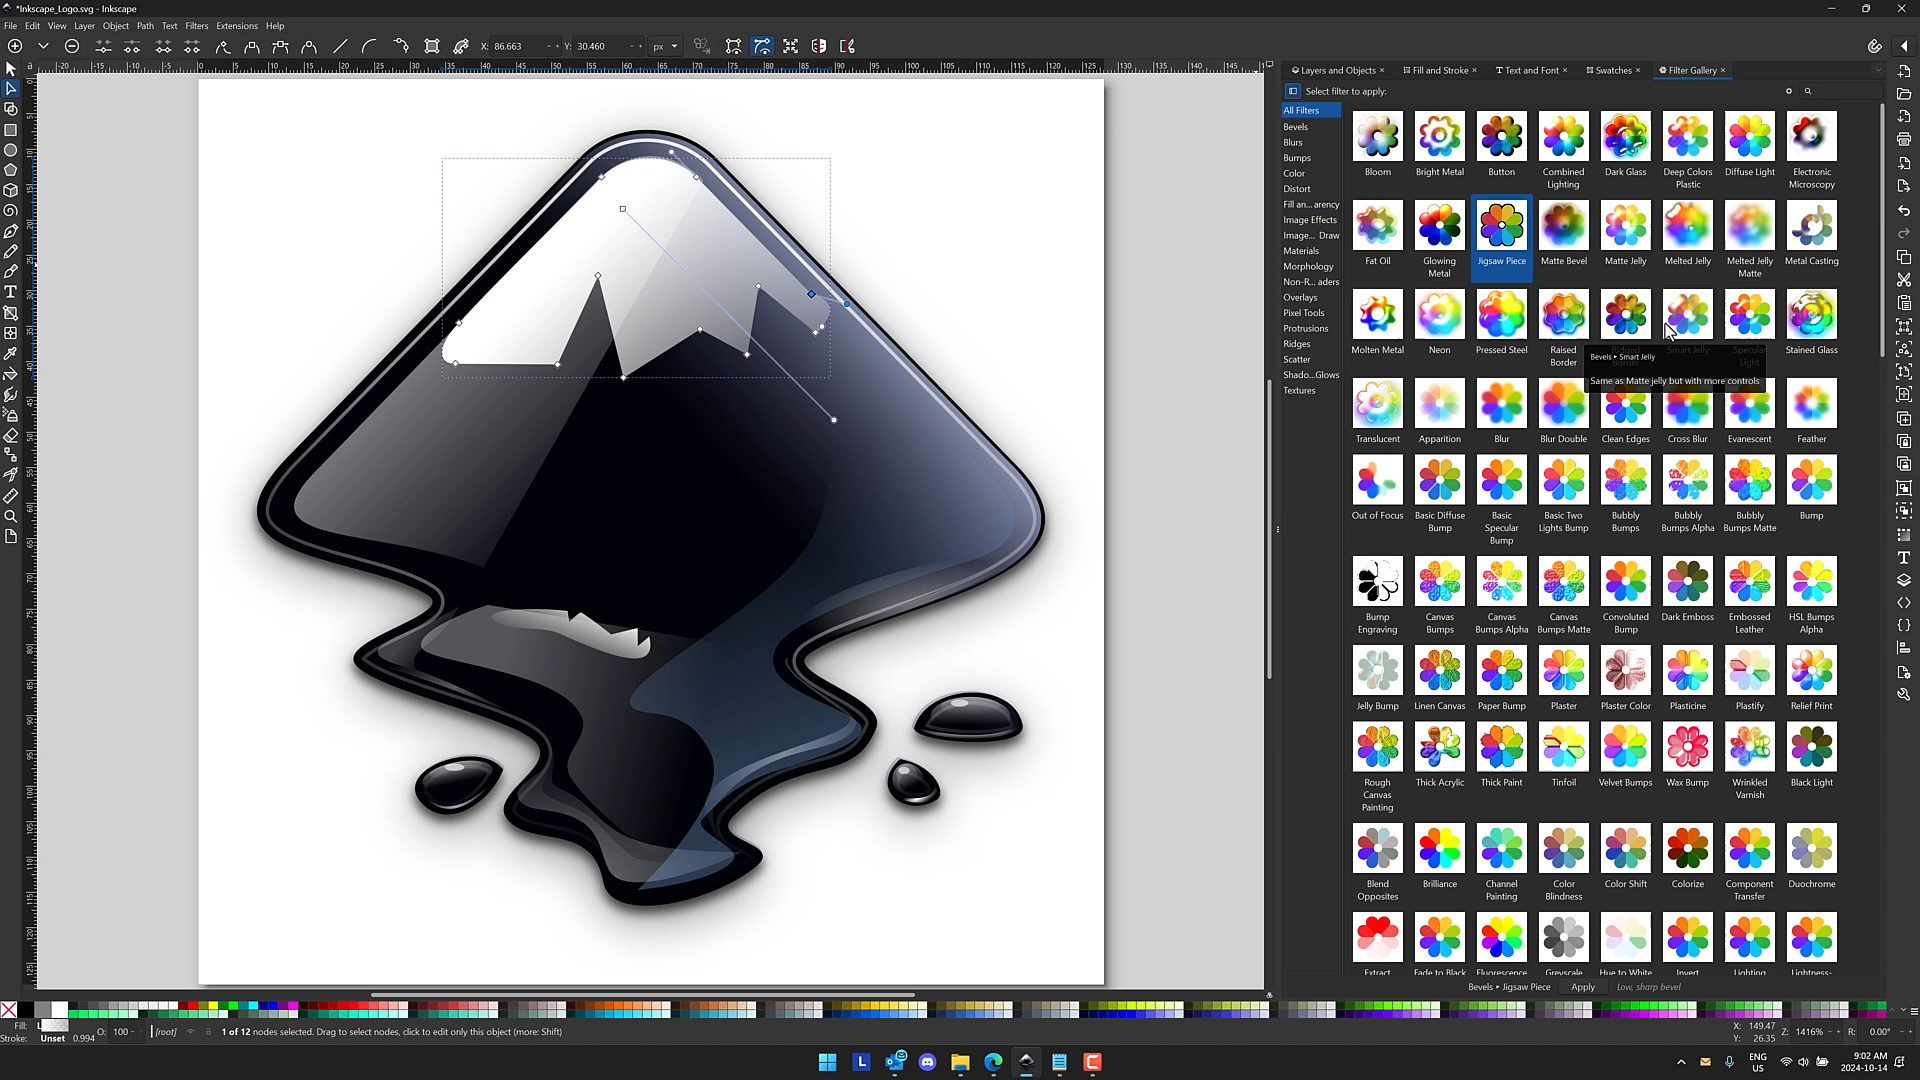 *Inkscape_Logo.svg - Inkscape
File Edit View Layer Object Path Text Filters Extensions Help
X: 86.663 - + Y: 30.460 - + px
Layers and Objects × Fill and Stroke × Text and Font × Swatches × Filter Gallery ×
Select filter to apply:
All Filters
Bevels
Blurs
Bumps
Color
Distort
Fill an...arency
Image Effects
Image... Draw
Materials
Morphology
Non-R... aders
Overlays
Pixel Tools
Protrusions
Ridges
Scatter
Shado...Glows
Textures
Bloom Bright Metal Button Combined Lighting Dark Glass Deep Colors Plastic Diffuse Light Electronic Microscopy
Fat Oil Glowing Metal Jigsaw Piece Matte Bevel Matte Jelly Melted Jelly Melted Jelly Matte Metal Casting
Molten Metal Neon Pressed Steel Raised Border Ridged Border Smart Jelly Specular Light Stained Glass
Bevels ▸ Smart Jelly
Same as Matte jelly but with more controls
Translucent Apparition Blur Blur Double Clean Edges Cross Blur Evanescent Feather
Out of Focus Basic Diffuse Bump Basic Specular Bump Basic Two Lights Bump Bubbly Bumps Bubbly Bumps Alpha Bubbly Bumps Matte Bump
Bump Engraving Canvas Bumps Canvas Bumps Alpha Canvas Bumps Matte Convoluted Bump Dark Emboss Embossed Leather HSL Bumps Alpha
Jelly Bump Linen Canvas Paper Bump Plaster Plaster Color Plasticine Plastify Relief Print
Rough Canvas Painting Thick Acrylic Thick Paint Tinfoil Velvet Bumps Wax Bump Wrinkled Varnish Black Light
Blend Opposites Brilliance Channel Painting Color Blindness Color Shift Colorize Component Transfer Duochrome
Extract Fade to Black Fluorescence Greyscale Hue to White Invert Lighting Lightness-
Bevels ▸ Jigsaw Piece Apply Low, sharp bevel
Fill: L O: 100 - + [root] 1 of 12 nodes selected. Drag to select nodes, click to edit only this object (more: Shift)
Stroke: Unset 0.994
X: 149.47 Z: 1416% - + R: 0.00° - +
Y: 26.35
ENG US
9:02 AM
2024-10-14